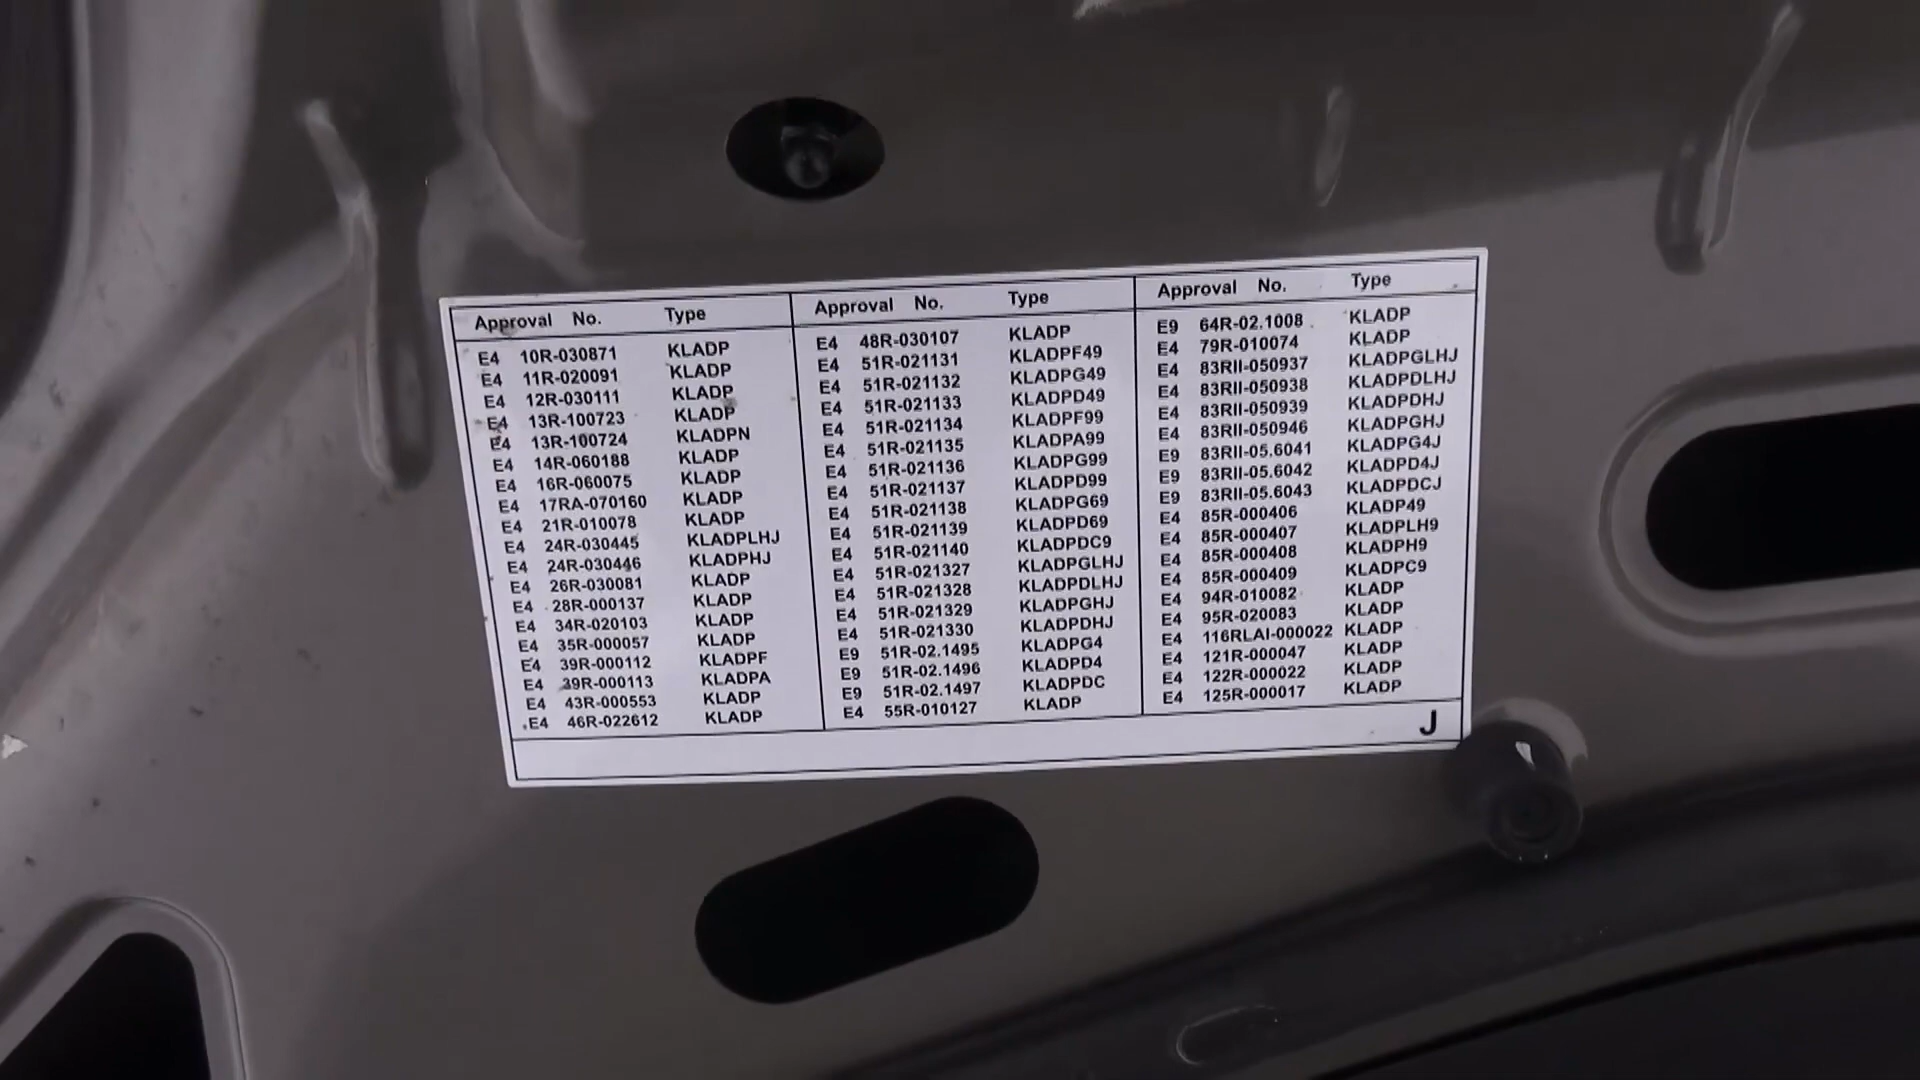 Approval No. Type
E4 10R-030871 KLADP
E4 11R-020091 KLADP
E4 12R-030111 KLADP
E4 13R-100723 KLADP
E4 13R-100724 KLADPN
E4 14R-060188 KLADP
E4 16R-060075 KLADP
E4 17RA-070160 KLADP
E4 21R-010078 KLADP
E4 24R-030445 KLADPLHJ
E4 24R-030446 KLADPHJ
E4 26R-030081 KLADP
E4 28R-000137 KLADP
E4 34R-020103 KLADP
E4 35R-000057 KLADP
E4 39R-000112 KLADPF
E4 39R-000113 KLADPA
E4 43R-000553 KLADP
E4 46R-022612 KLADP
Approval No. Type
E4 48R-030107 KLADP
E4 51R-021131 KLADPF49
E4 51R-021132 KLADPG49
E4 51R-021133 KLADPD49
E4 51R-021134 KLADPF99
E4 51R-021135 KLADPA99
E4 51R-021136 KLADPG99
E4 51R-021137 KLADPD99
E4 51R-021138 KLADPG69
E4 51R-021139 KLADPD69
E4 51R-021140 KLADPDC9
E4 51R-021327 KLADPGLHJ
E4 51R-021328 KLADPDLHJ
E4 51R-021329 KLADPGHJ
E4 51R-021330 KLADPDHJ
E9 51R-02.1495 KLADPG4
E9 51R-02.1496 KLADPD4
E9 51R-02.1497 KLADPDC
E4 55R-010127 KLADP
Approval No. Type
E9 64R-02.1008 KLADP
E4 79R-010074 KLADP
E4 83RII-050937 KLADPGLHJ
E4 83RII-050938 KLADPDLHJ
E4 83RII-050939 KLADPDHJ
E4 83RII-050946 KLADPGHJ
E9 83RII-05.6041 KLADPG4J
E9 83RII-05.6042 KLADPD4J
E9 83RII-05.6043 KLADPDCJ
E4 85R-000406 KLADP49
E4 85R-000407 KLADPLH9
E4 85R-000408 KLADPH9
E4 85R-000409 KLADPC9
E4 94R-010082 KLADP
E4 95R-020083 KLADP
E4 116RLAI-000022 KLADP
E4 121R-000047 KLADP
E4 122R-000022 KLADP
E4 125R-000017 KLADP
J